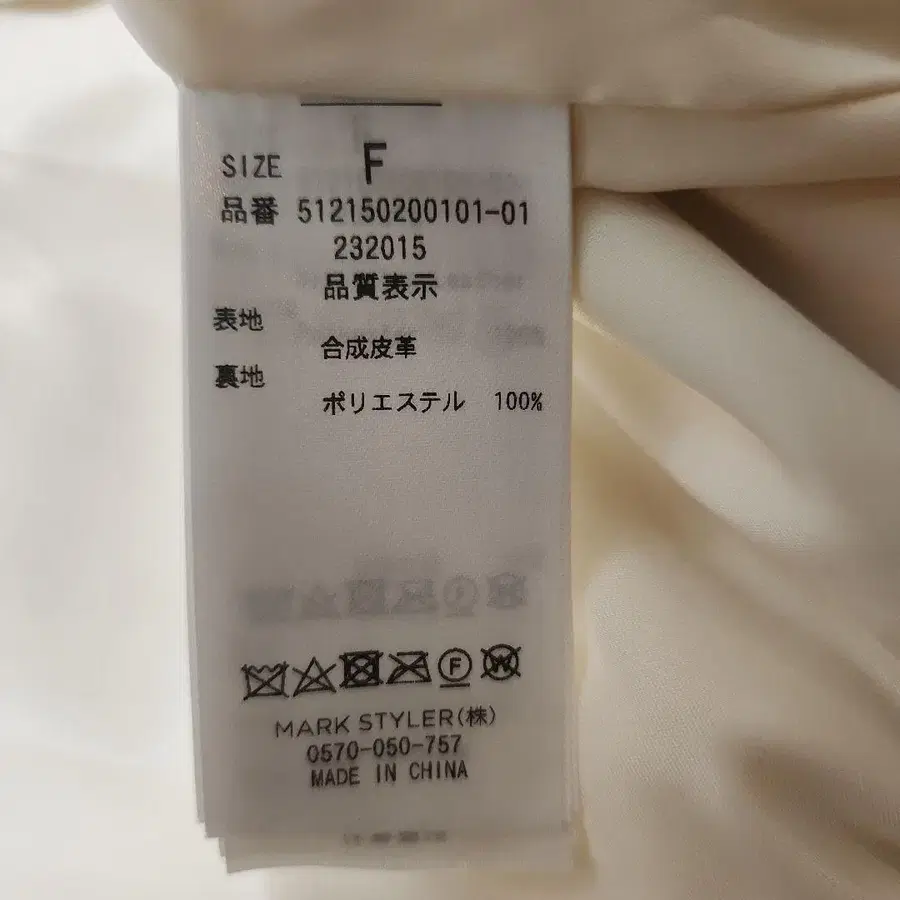 SIZE F
品番 512150200101-01
232015
品質表示
表地
合成皮革
裏地
ポリエステル 100%
MARK STYLER(株)
0570-050-757
MADE IN CHINA